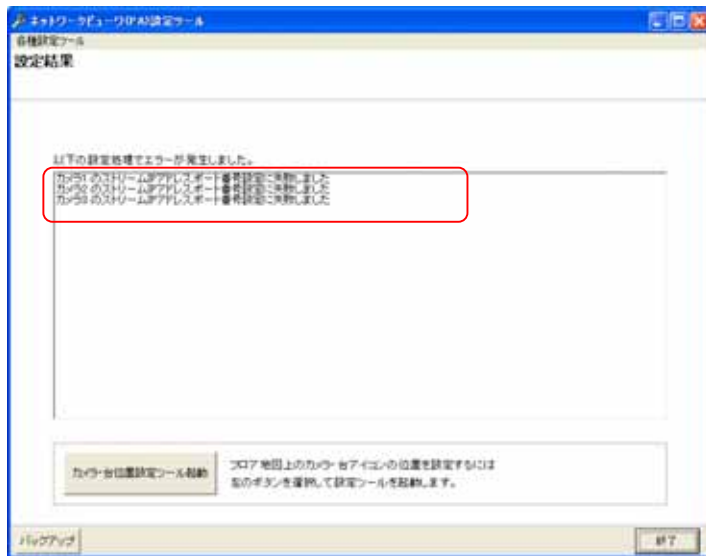 ネットワークビューワ(PA)設定ツール
各種設定ツール
設定結果
以下の設定処理でエラーが発生しました。
カメラ1 のストリームIPアドレス,ポート番号設定に失敗しました
カメラ2 のストリームIPアドレス,ポート番号設定に失敗しました
カメラ3 のストリームIPアドレス,ポート番号設定に失敗しました
カメラ・台位置設定ツール起動
フロア地図上のカメラ・台アイコンの位置を設定するには
左のボタンを選択して設定ツールを起動します。
バックアップ
終了